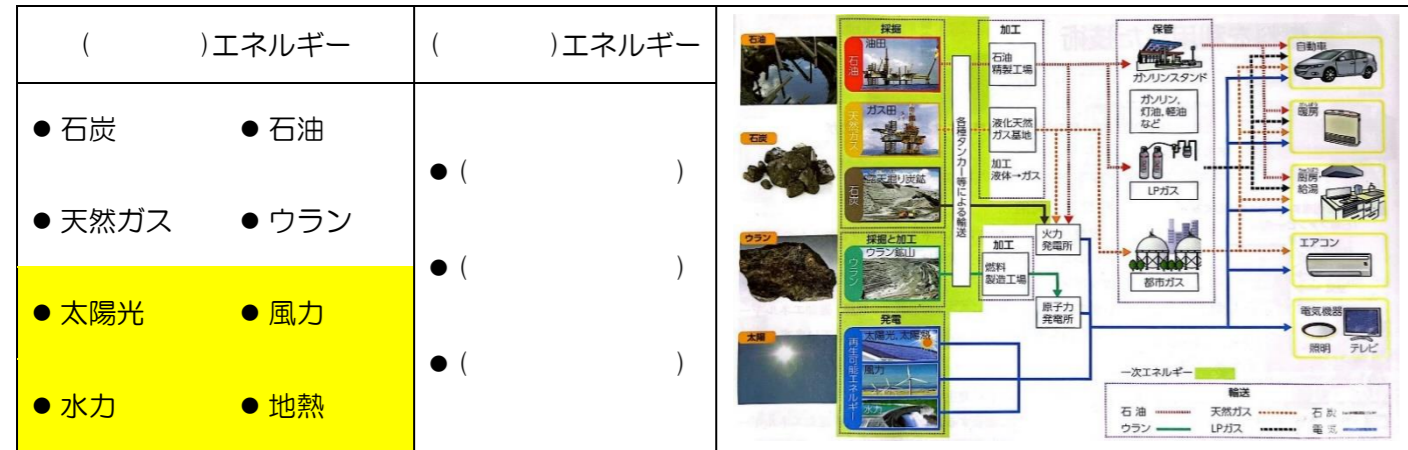 (　　　　)エネルギー
(　　　　)エネルギー
● 石炭　● 石油
● 天然ガス　● ウラン
● 太陽光　● 風力
● 水力　● 地熱
● (　　　　)
● (　　　　)
● (　　　　)
石油
石炭
ウラン
太陽
採掘
油田
石油
ガス田
天然ガス
露天掘り炭鉱
石炭
採掘と加工
ウラン鉱山
ウラン
発電
太陽光、太陽熱
風力
水力
再生可能エネルギー
各種タンカー等による輸送
加工
石油
精製工場
液化天然
ガス基地
加工
液体→ガス
加工
燃料
製造工場
火力
発電所
原子力
発電所
保管
ガソリンスタンド
ガソリン,
灯油, 軽油
など
LPガス
都市ガス
自動車
暖房
厨房
給湯
エアコン
電気機器
照明　テレビ
一次エネルギー
輸送
石油　天然ガス　石炭
ウラン　LPガス　電気